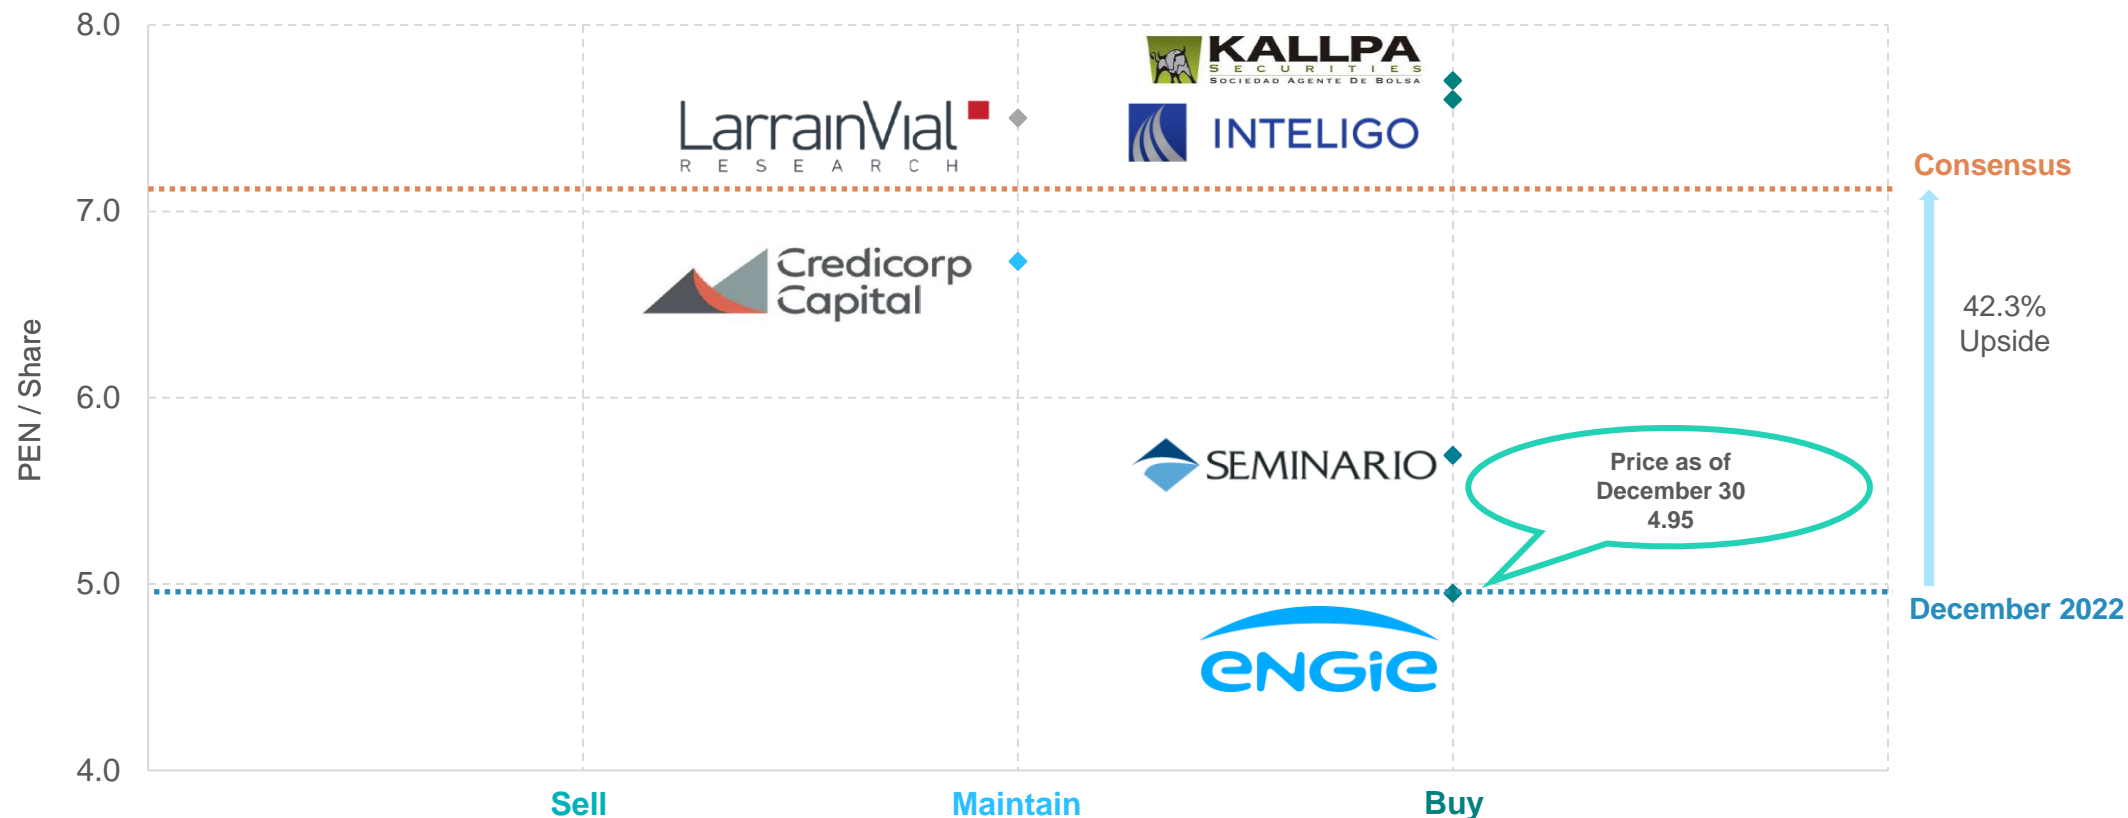 8.0
7.0
6.0
5.0
4.0
PEN / Share
KALLPA
SECURITIES
SOCIEDAD AGENTE DE BOLSA
LarrainVial
RESEARCH
INTELIGO
Consensus
Credicorp
Capital
42.3%
Upside
SEMINARIO
Price as of
December 30
4.95
December 2022
ENGiE
Sell
Maintain
Buy